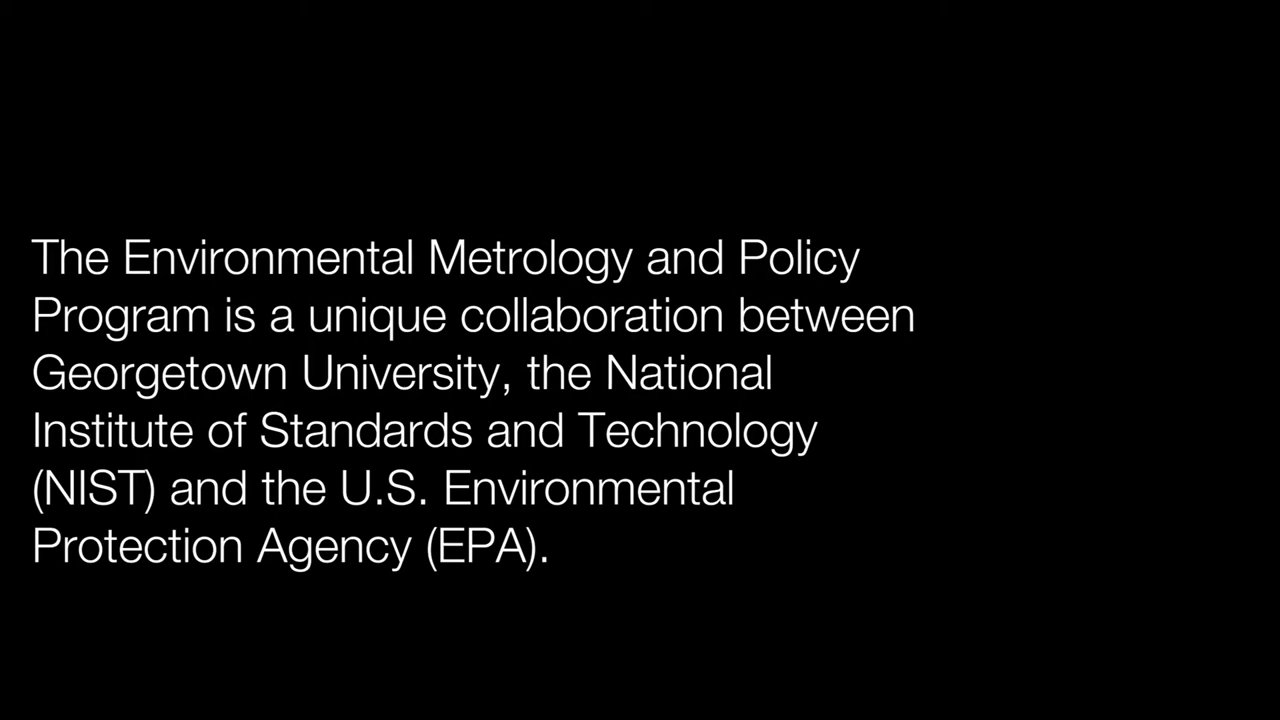 The Environmental Metrology and Policy
Program is a unique collaboration between
Georgetown University, the National
Institute of Standards and Technology
(NIST) and the U.S. Environmental
Protection Agency (EPA).